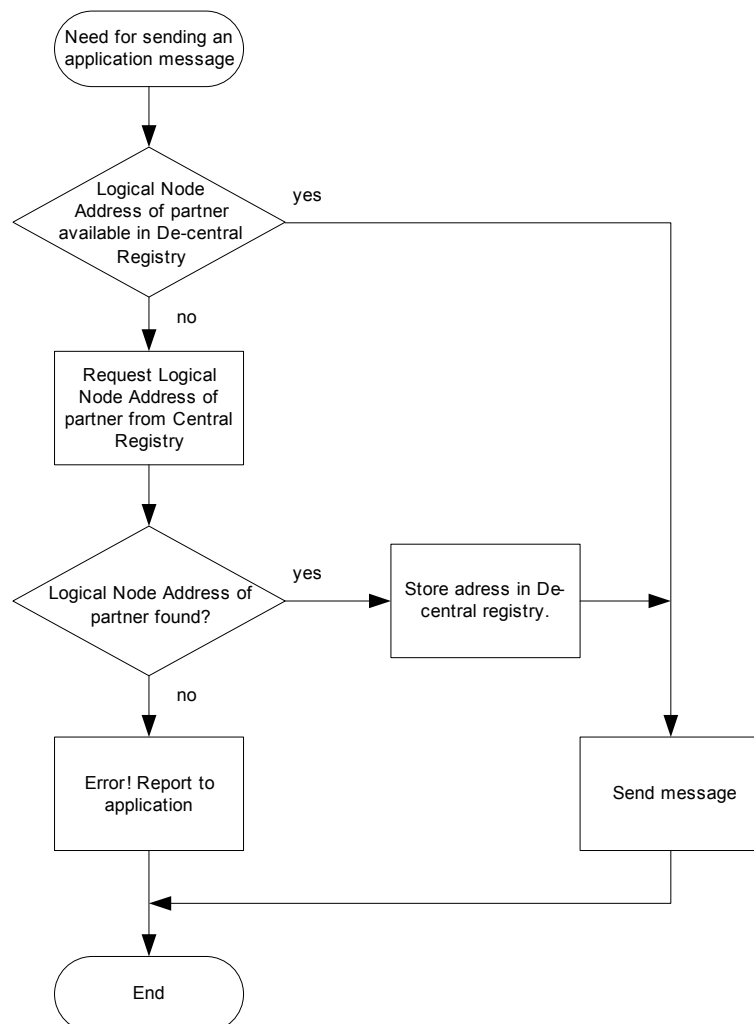 Need for sending an
application message
Logical Node
Address of partner
available in De-central
Registry
yes
no
Request Logical
Node Address of
partner from Central
Registry
Logical Node Address of
partner found?
yes
Store adress in De-
central registry.
no
Error! Report to
application
Send message
End